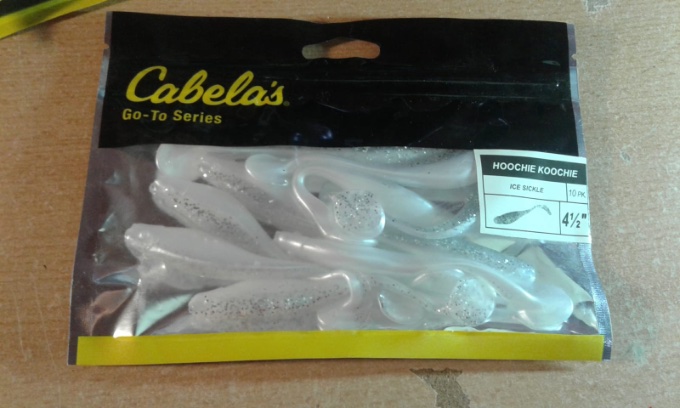 Cabela's
Go-To Series
HOOCHIE KOOCHIE
ICE SICKLE
10 PK
4½"